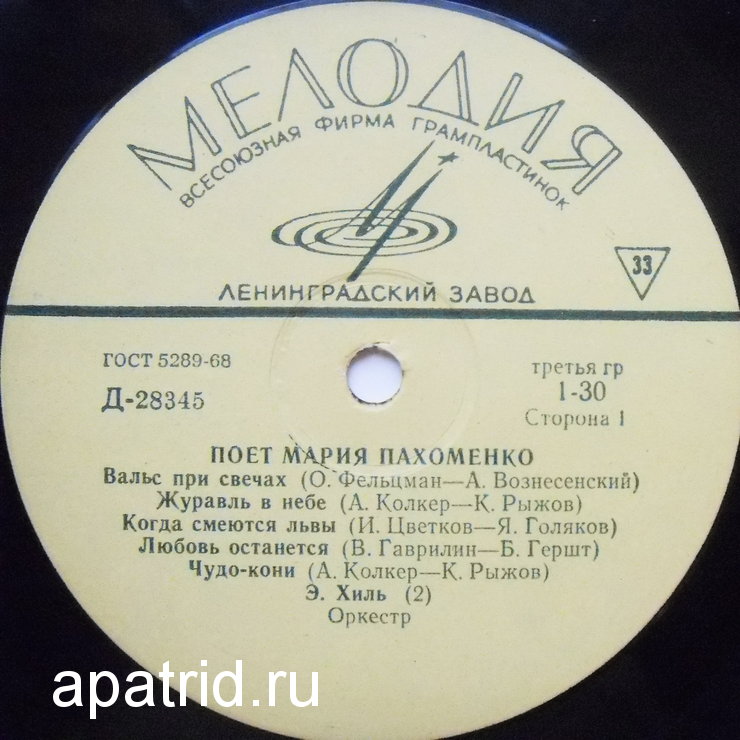 МЕЛОДИЯ
ВСЕСОЮЗНАЯ ФИРМА ГРАМПЛАСТИНОК
33
ЛЕНИНГРАДСКИЙ ЗАВОД
ГОСТ 5289-68
Д-28345
третья гр
1-30
Сторона 1
ПОЕТ МАРИЯ ПАХОМЕНКО
Вальс при свечах (О. Фельцман—А. Вознесенский)
Журавль в небе (А. Колкер—К. Рыжов)
Когда смеются львы (И. Цветков—Я. Голяков)
Любовь останется (В. Гаврилин—Б. Гершт)
Чудо-кони (А. Колкер—К. Рыжов)
Э. Хиль (2)
Оркестр
apatrid.ru